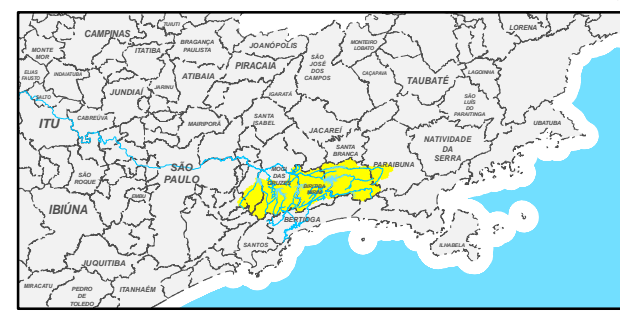 TUIUTI
LORENA
CAMPINAS
BRAGANÇA
PAULISTA
JOANÓPOLIS
MONTEIRO
LOBATO
MONTE
MOR
ITATIBA
SÃO
JOSÉ
DOS
CAMPOS
PIRACAIA
ELIAS
FAUSTO
INDAIATUBA
ATIBAIA
CAÇAPAVA
TAUBATÉ
LAGOINHA
JARINU
JUNDIAÍ
IGARATÁ
SALTO
SÃO
LUÍS
DO
PARAITINGA
ITU
CABREÚVA
MAIRIPORÃ
SANTA
ISABEL
UBATUBA
JACAREÍ
NATIVIDADE
DA
SERRA
SANTA
BRANCA
SÃO
PAULO
MOGI
DAS
CRUZES
PARAIBUNA
SÃO
ROQUE
BIRITIBA
MIRIM
EMBU
IBIÚNA
BERTIOGA
SANTOS
ILHABELA
JUQUITIBA
MIRACATU
PEDRO
DE
TOLEDO
ITANHAÉM